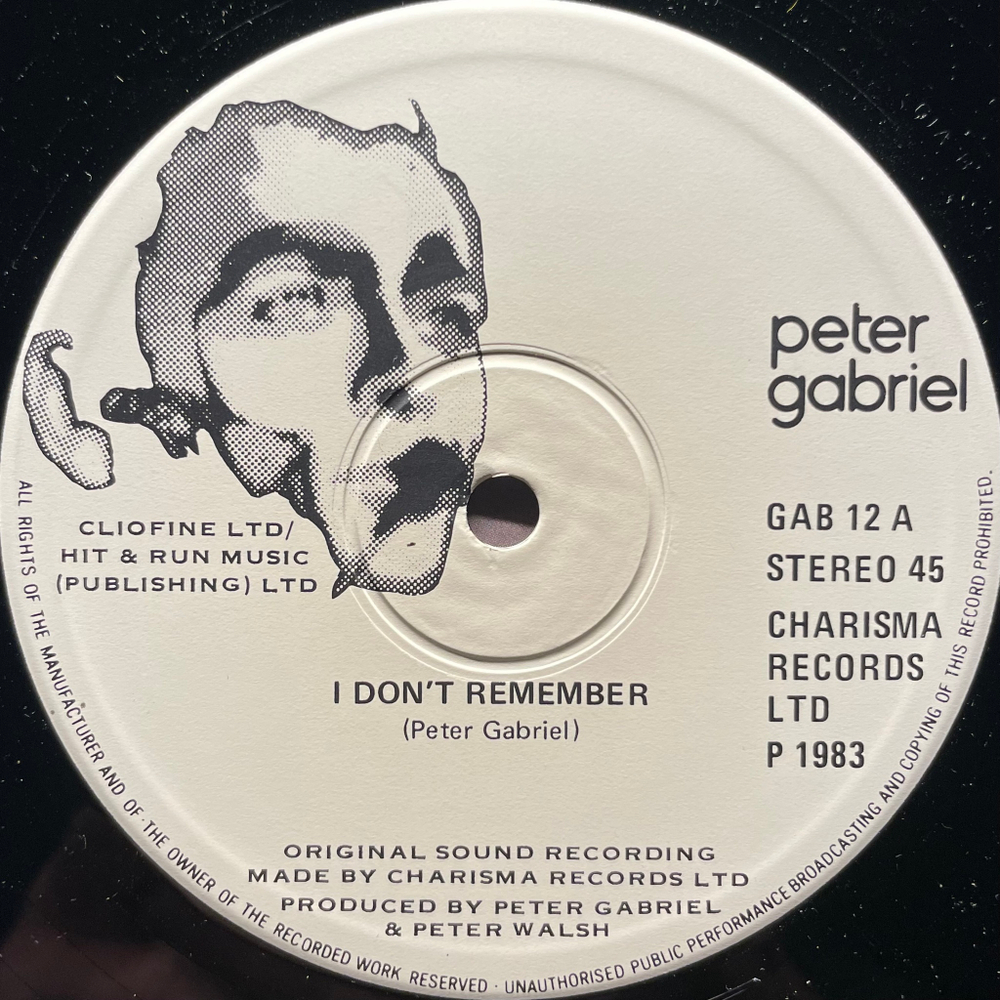 peter
gabriel
GAB 12 A
STEREO 45
CHARISMA
RECORDS
LTD
P 1983
CLIOFINE LTD/
HIT & RUN MUSIC
(PUBLISHING) LTD
I DON'T REMEMBER
(Peter Gabriel)
ORIGINAL SOUND RECORDING
MADE BY CHARISMA RECORDS LTD
PRODUCED BY PETER GABRIEL
& PETER WALSH
ALL RIGHTS OF THE MANUFACTURER AND OF · THE OWNER OF THE RECORDED WORK RESERVED · UNAUTHORISED PUBLIC PERFORMANCE BROADCASTING AND COPYING OF THIS RECORD PROHIBITED.